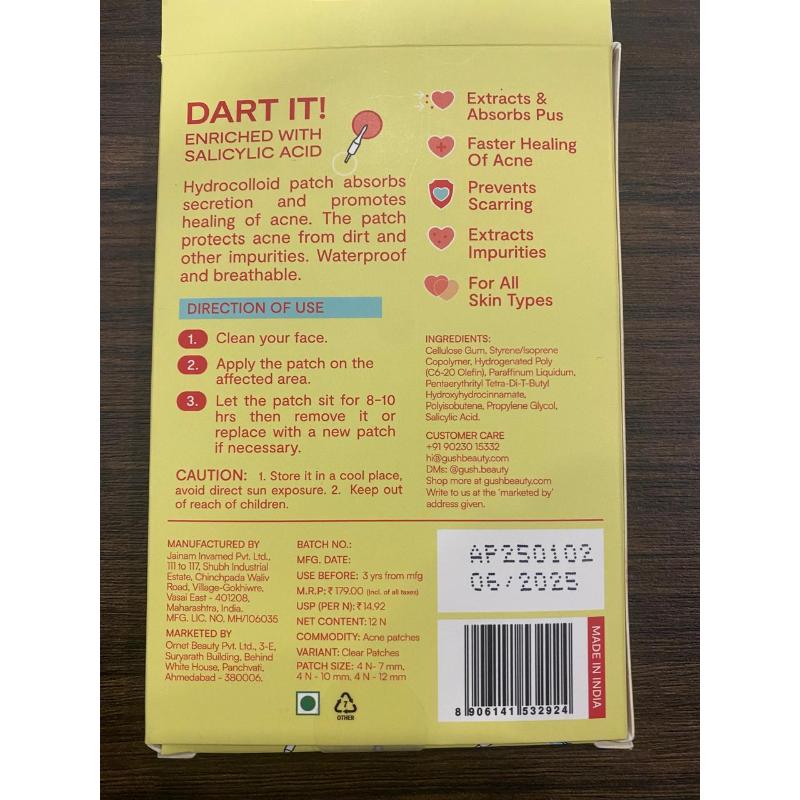 DART IT!
ENRICHED WITH
SALICYLIC ACID
Hydrocolloid patch absorbs
secretion and promotes
healing of acne. The patch
protects acne from dirt and
other impurities. Waterproof
and breathable.
Extracts &
Absorbs Pus
Faster Healing
Of Acne
Prevents
Scarring
Extracts
Impurities
For All
Skin Types
DIRECTION OF USE
1. Clean your face.
2. Apply the patch on the
affected area.
3. Let the patch sit for 8-10
hrs then remove it or
replace with a new patch
if necessary.
CAUTION: 1. Store it in a cool place,
avoid direct sun exposure. 2. Keep out
of reach of children.
INGREDIENTS:
Cellulose Gum, Styrene/Isoprene
Copolymer, Hydrogenated Poly
(C6-20 Olefin), Paraffinum Liquidum,
Pentaerythrityl Tetra-Di-T-Butyl
Hydroxyhydrocinnamate,
Polyisobutene, Propylene Glycol,
Salicylic Acid.
CUSTOMER CARE
+91 90230 15332
hi@gushbeauty.com
DMs: @gush.beauty
Shop more at gushbeauty.com
Write to us at the 'marketed by'
address given.
MANUFACTURED BY
Jainam Invamed Pvt. Ltd.,
111 to 117, Shubh Industrial
Estate, Chinchpada Waliv
Road, Village-Gokhiwre,
Vasai East - 401208,
Maharashtra, India.
MFG. LIC. NO. MH/106035
MARKETED BY
Ornet Beauty Pvt. Ltd., 3-E,
Suryarath Building, Behind
White House, Panchvati,
Ahmedabad - 380006.
BATCH NO.:
MFG. DATE:
USE BEFORE: 3 yrs from mfg
M.R.P.: ₹ 179.00 (Incl. of all taxes)
USP (PER N): ₹14.92
NET CONTENT: 12 N
COMMODITY: Acne patches
VARIANT: Clear Patches
PATCH SIZE: 4 N- 7 mm,
4 N - 10 mm, 4 N - 12 mm
7
OTHER
AP250102
06/2025
8 906141 532924
MADE IN INDIA